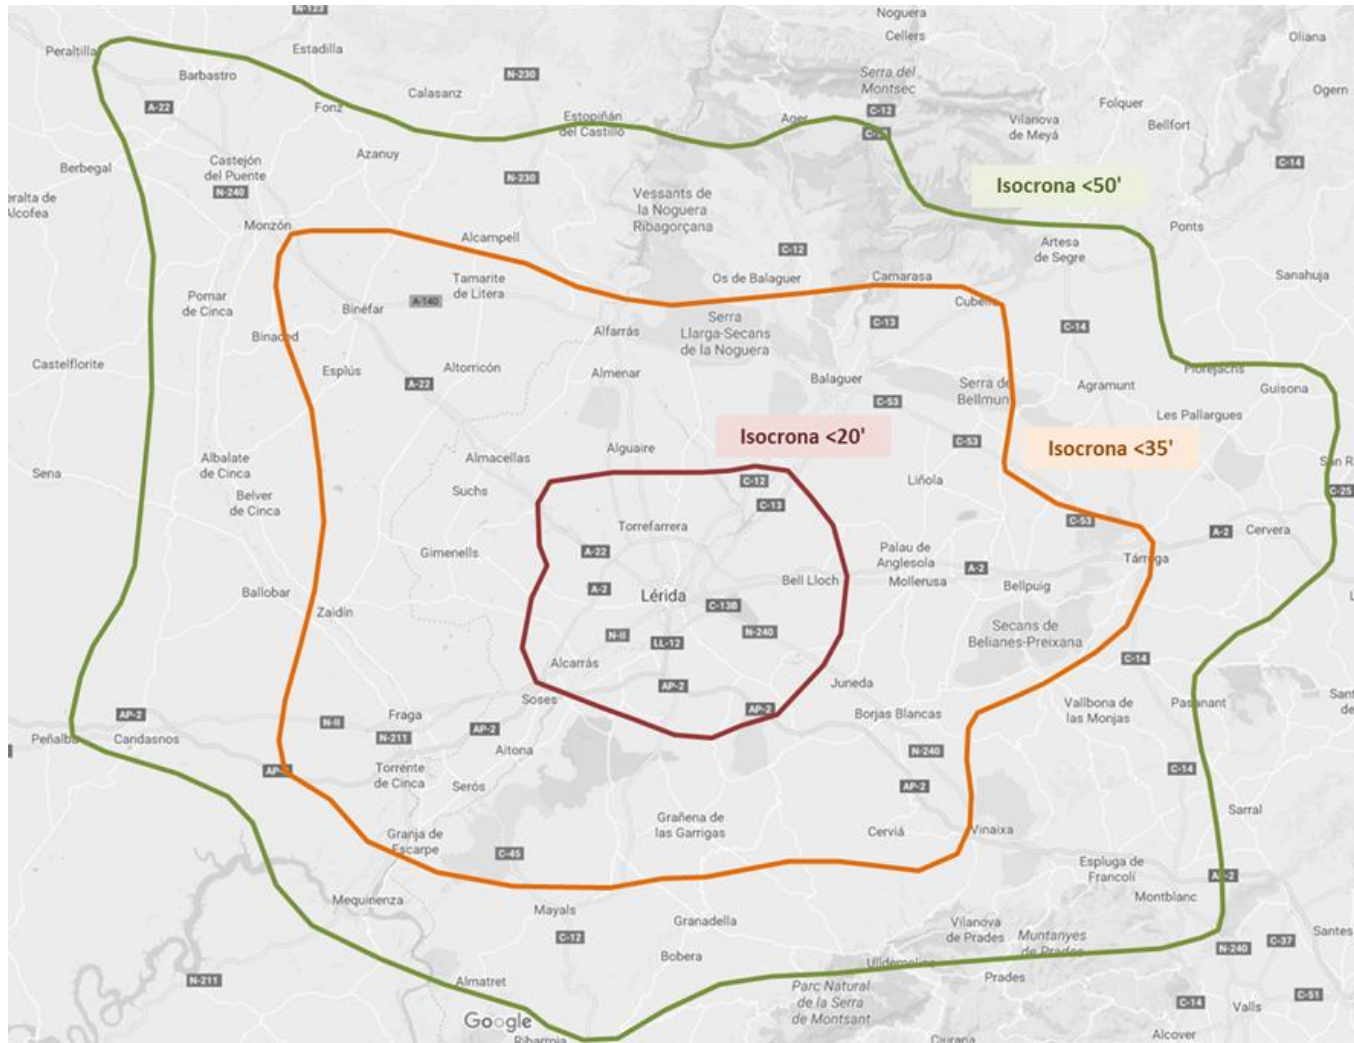 N-123
Noguera
Cellers
Oliana
Peraltilla
Estadilla
Barbastro
N-230
Serra del
Montsec
Ogern
Calasanz
A-22
Fonz
C-12
Folquer
Estopiñán
del Castillo
Ager
Vilanova
de Meyá
Bellfort
Azanuy
Castejón
del Puente
Berbegal
C-14
N-230
Isocrona <50'
N-240
Vessants de
la Noguera
Ribagorçana
Monzón
Alcampell
Ponts
C-12
Artesa
de Segre
Os de Balaguer
Camarasa
Sanahuja
Tamarite
de Litera
Pomar
de Cinca
A-140
Binéfar
Serra
Llarga-Secans
de la Noguera
C-13
C-14
Alfarrás
Binaced
Castelflorite
Esplús
Altorricón
Almenar
Balaguer
Agramunt
Guisona
A-22
C-53
Les Pallargues
Isocrona <20'
Isocrona <35'
Alguaire
C-53
Albalate
de Cinca
Almacellas
Sena
Suchs
Liñola
C-12
C-25
Belver
de Cinca
C-13
Torrefarrera
C-53
A-2
Cervera
Gimenells
A-22
Palau de
Anglesola
Tárrega
Mollerusa
A-2
Bell Lloch
Bellpuig
Ballobar
A-2
Lérida
C-13B
Zaidín
N-II
LL-12
N-240
Secans de
Belianes-Preixana
Alcarrás
C-14
AP-2
Juneda
Soses
Vallbona de
las Monjas
Pasanant
AP-2
N-II
Fraga
AP-2
Borjas Blancas
Peñalba
Candasnos
N-211
AP-2
Aitona
N-240
Torrente
de Cinca
Serós
C-14
AP-2
Sarral
Grañena de
las Garrigas
Cerviá
Vinaixa
Granja de
Escarpe
C-45
Espluga de
Francolí
AP-2
Montblanc
Mequinenza
Mayals
Granadella
Vilanova
de Prades
Muntanyes
de Prades
C-12
N-240
C-37
Bobera
Ulldemolins
N-211
Almatret
Prades
Parc Natural
de la Serra
de Montsant
C-14
C-51
Valls
Google
Alcover